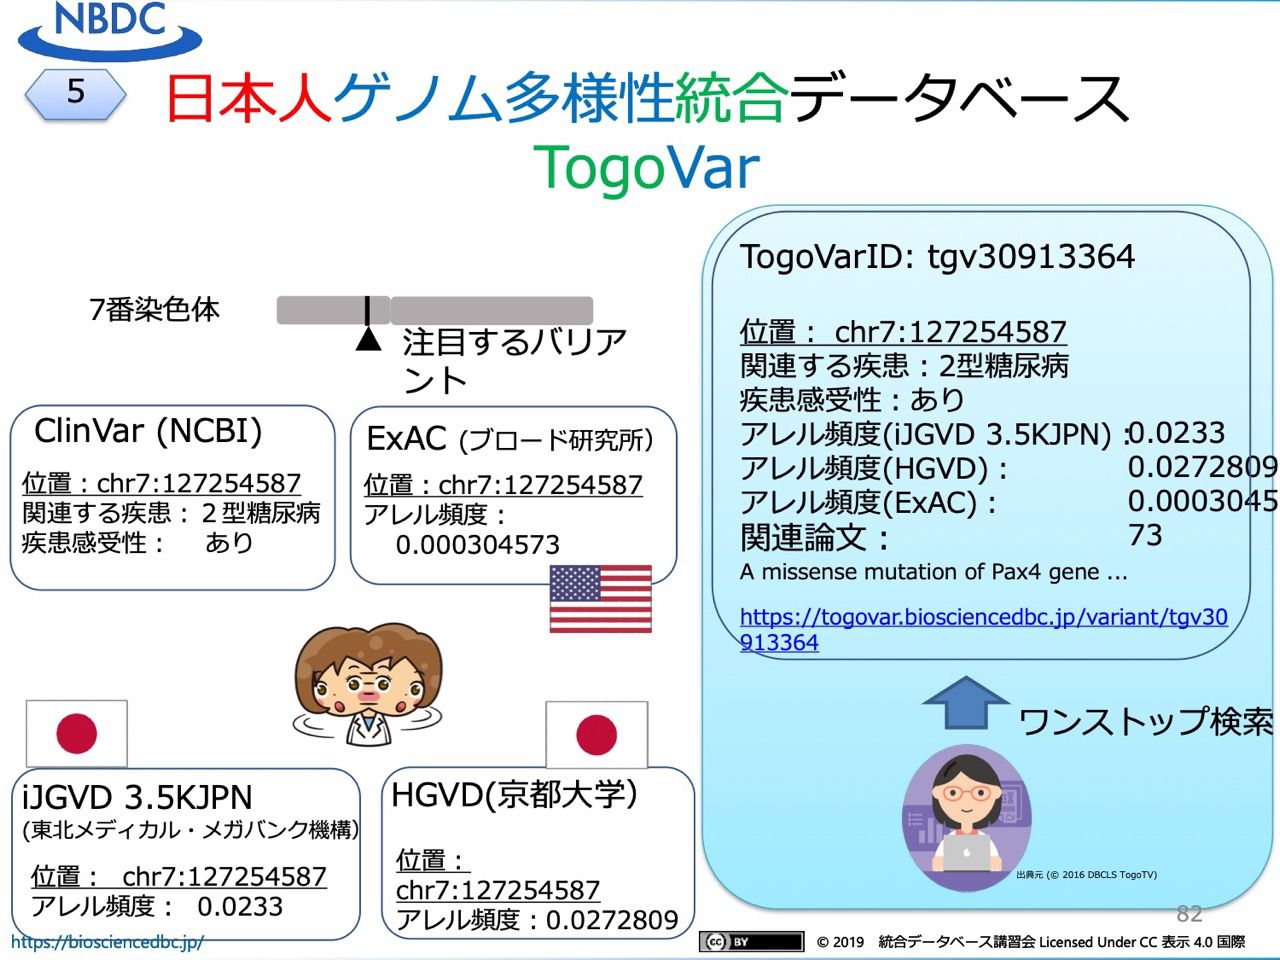 NBDC
5
日本人ゲノム多様性統合データベース
TogoVar
7番染色体
注目するバリア
ント
ClinVar (NCBI)
位置：chr7:127254587
関連する疾患：２型糖尿病
疾患感受性：　あり
ExAC (ブロード研究所)
位置：chr7:127254587
アレル頻度：
0.000304573
iJGVD 3.5KJPN
(東北メディカル・メガバンク機構)
位置： chr7:127254587
アレル頻度： 0.0233
HGVD(京都大学)
位置：
chr7:127254587
アレル頻度：0.0272809
TogoVarID: tgv30913364
位置： chr7:127254587
関連する疾患：2型糖尿病
疾患感受性：あり
アレル頻度(iJGVD 3.5KJPN)：0.0233
アレル頻度(HGVD)： 0.0272809
アレル頻度(ExAC)： 0.0003045
関連論文： 73
A missense mutation of Pax4 gene ...
https://togovar.biosciencedbc.jp/variant/tgv30
913364
ワンストップ検索
出典元 (© 2016 DBCLS TogoTV)
82
https://biosciencedbc.jp/
cc BY
© 2019　統合データベース講習会 Licensed Under CC 表示 4.0 国際